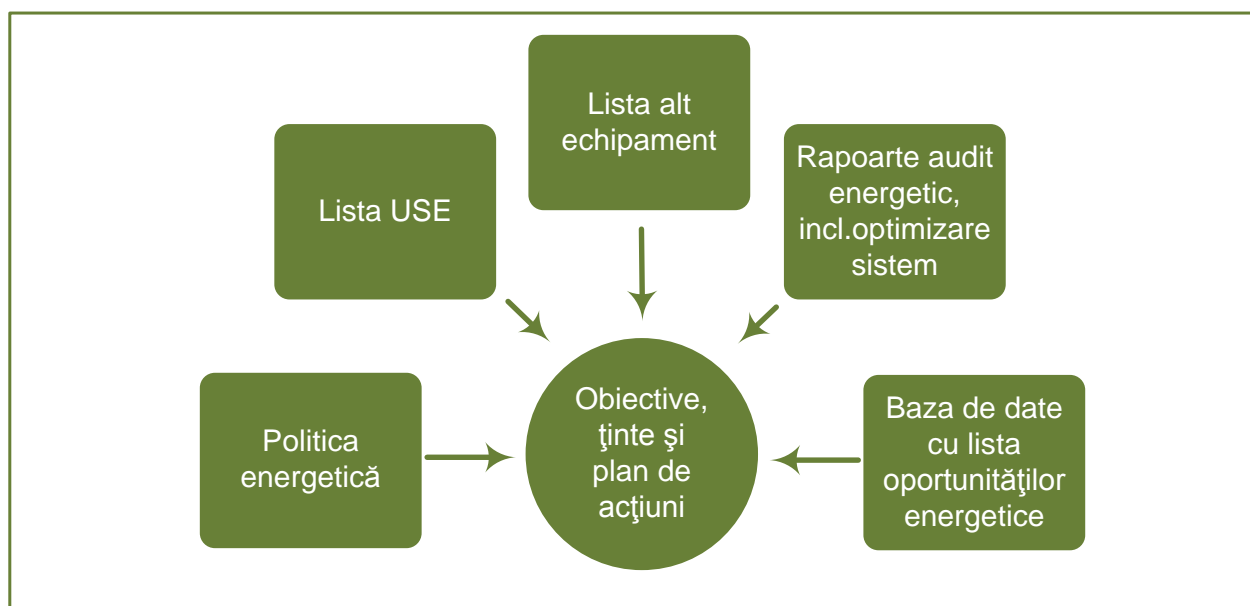 Lista alt
echipament
Lista USE
Rapoarte audit
energetic,
incl.optimizare
sistem
Politica
energetică
Obiective,
ţinte şi
plan de
acţiuni
Baza de date
cu lista
oportunităţilor
energetice